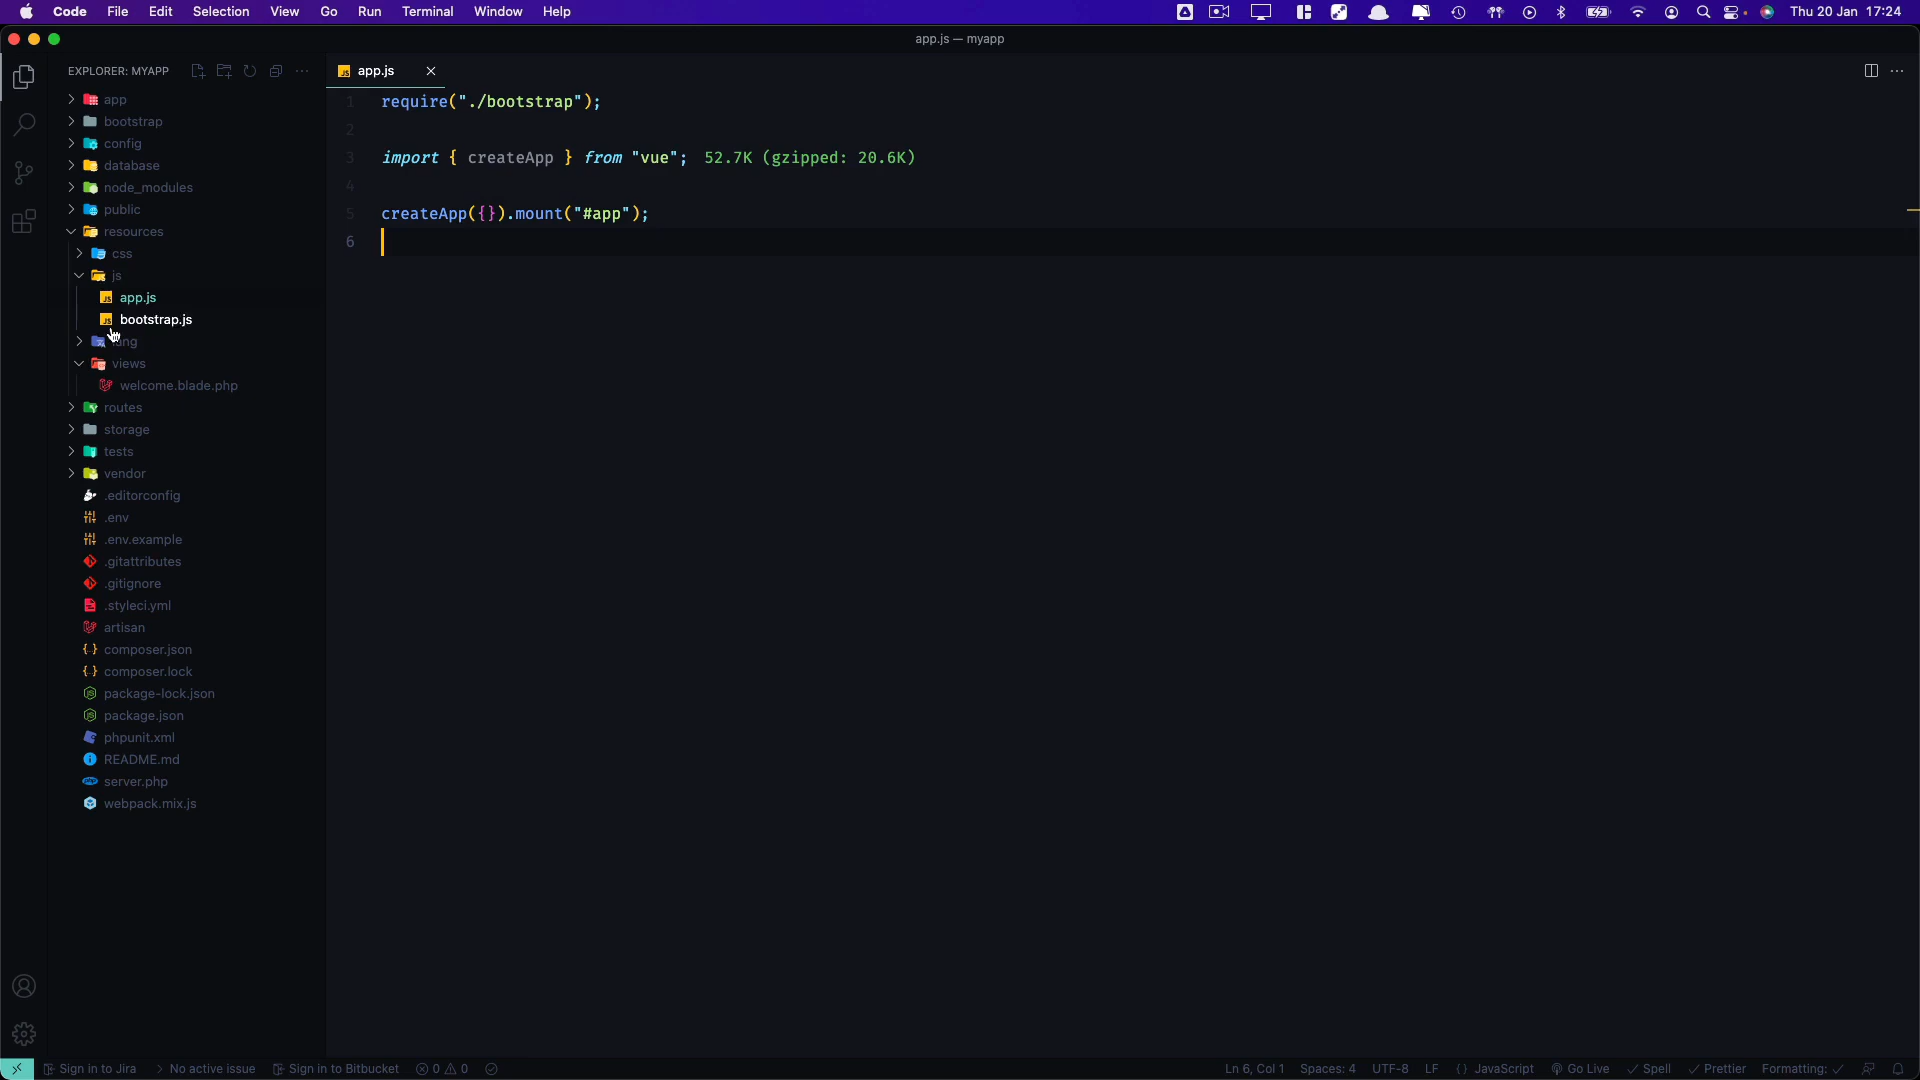 Code File Edit Selection View Go Run Terminal Window Help Thu 20 Jan 17:24
app.js — myapp
EXPLORER: MYAPP
app
bootstrap
config
database
node_modules
public
resources
css
js
app.js
bootstrap.js
lang
views
welcome.blade.php
routes
storage
tests
vendor
.editorconfig
.env
.env.example
.gitattributes
.gitignore
.styleci.yml
artisan
composer.json
composer.lock
package-lock.json
package.json
phpunit.xml
README.md
server.php
webpack.mix.js
app.js
1 require("./bootstrap");
2
3 import { createApp } from "vue"; 52.7K (gzipped: 20.6K)
4
5 createApp({}).mount("#app");
6
Sign in to Jira No active issue Sign in to Bitbucket 0 0 Ln 6, Col 1 Spaces: 4 UTF-8 LF {} JavaScript Go Live Spell Prettier Formatting: